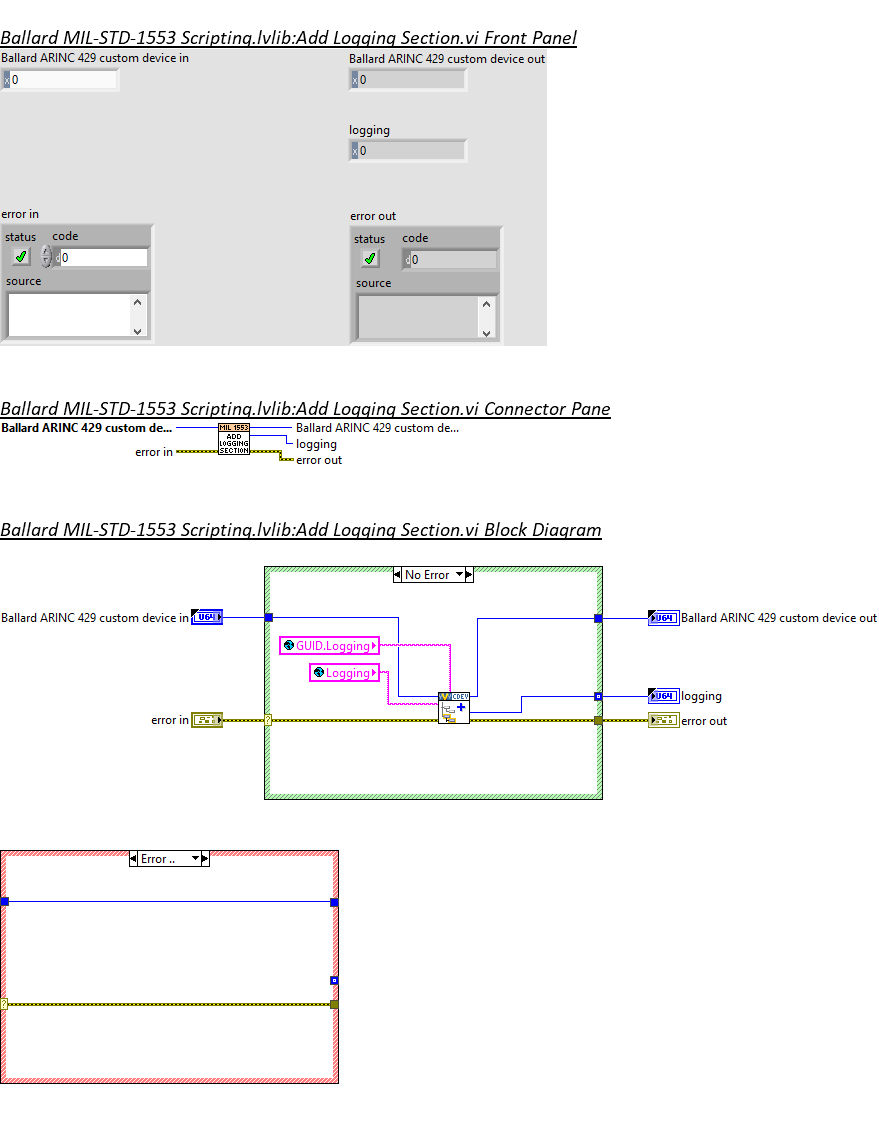 Ballard MIL-STD-1553 Scripting.lvlib:Add Logging Section.vi Front Panel
Ballard ARINC 429 custom device in
Ballard ARINC 429 custom device out
x 0
x 0
logging
x 0
error in
error out
status code
status code
d 0
d 0
source
source
Ballard MIL-STD-1553 Scripting.lvlib:Add Logging Section.vi Connector Pane
Ballard ARINC 429 custom de...
MIL 1553
ADD
LOGGING
SECTION
Ballard ARINC 429 custom de...
logging
error in
error out
Ballard MIL-STD-1553 Scripting.lvlib:Add Logging Section.vi Block Diagram
No Error
Ballard ARINC 429 custom device in
U64
U64
Ballard ARINC 429 custom device out
GUID.Logging
Logging
CDEV
U64
logging
error in
?
error out
Error ..
?